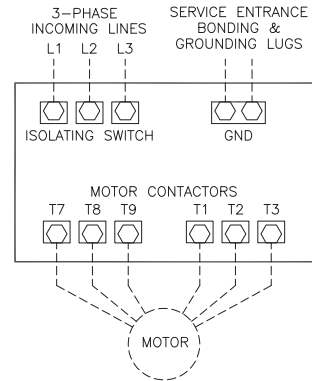 3-PHASE
INCOMING LINES
L1 L2 L3
SERVICE ENTRANCE
BONDING &
GROUNDING LUGS
ISOLATING SWITCH
GND
MOTOR CONTACTORS
T7 T8 T9 T1 T2 T3
MOTOR